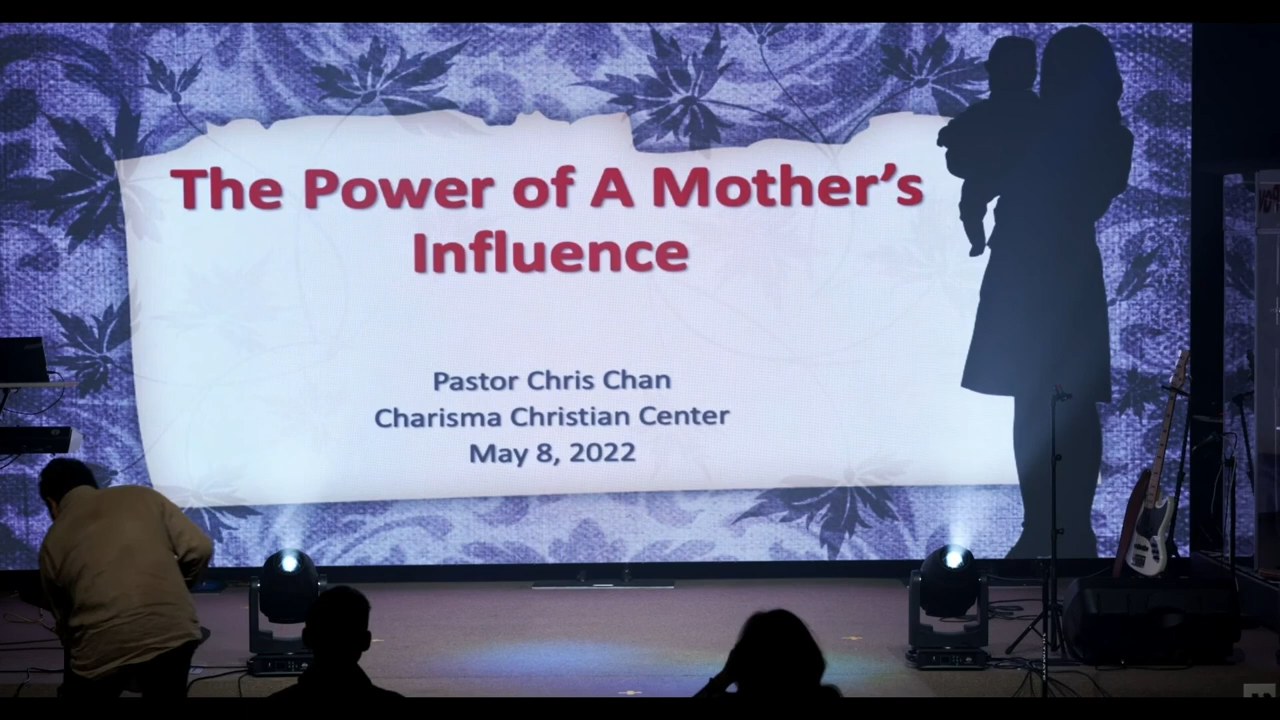 The Power of A Mother's
Influence
Pastor Chris Chan
Charisma Christian Center
May 8, 2022